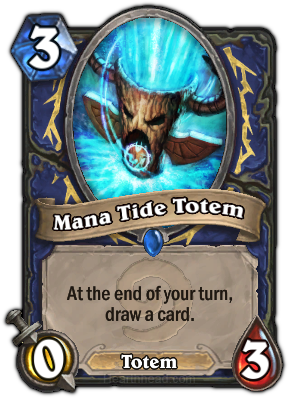 3
Mana Tide Totem
At the end of your turn,
draw a card.
0
Totem
3